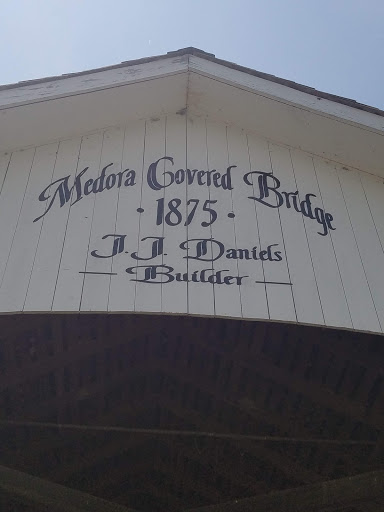 Medora Covered Bridge
· 1875 ·
J. J. Daniels
— Builder —